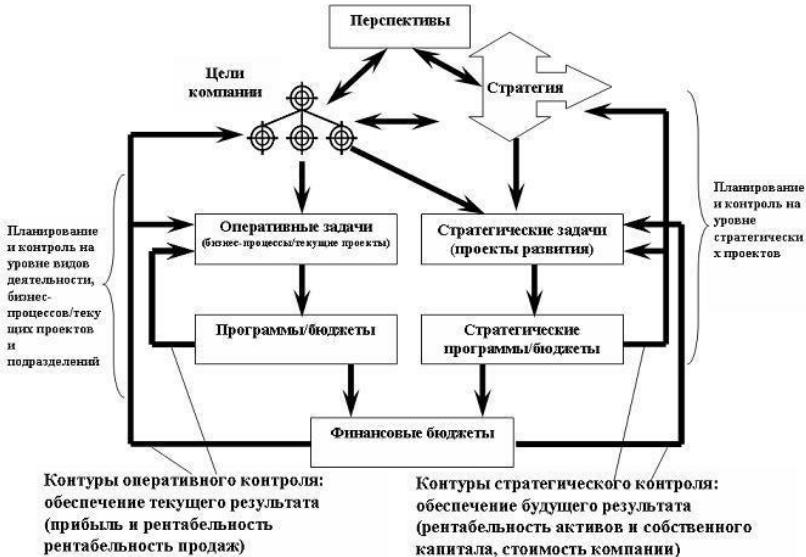 Перспективы
Цели
компании
Стратегия
Планирование
и контроль на
уровне видов
деятельности,
бизнес-
процессов/теку
щих проектов
и
подразделений
Оперативные задачи
(бизнес-процессы/текущие проекты)
Стратегические задачи
(проекты развития)
Планирование
и контроль на
уровне
стратегически
х проектов
Программы/бюджеты
Стратегические
программы/бюджеты
Финансовые бюджеты
Контуры оперативного контроля:
обеспечение текущего результата
(прибыль и рентабельность
рентабельность продаж)
Контуры стратегического контроля:
обеспечение будущего результата
(рентабельность активов и собственного
капитала, стоимость компании)